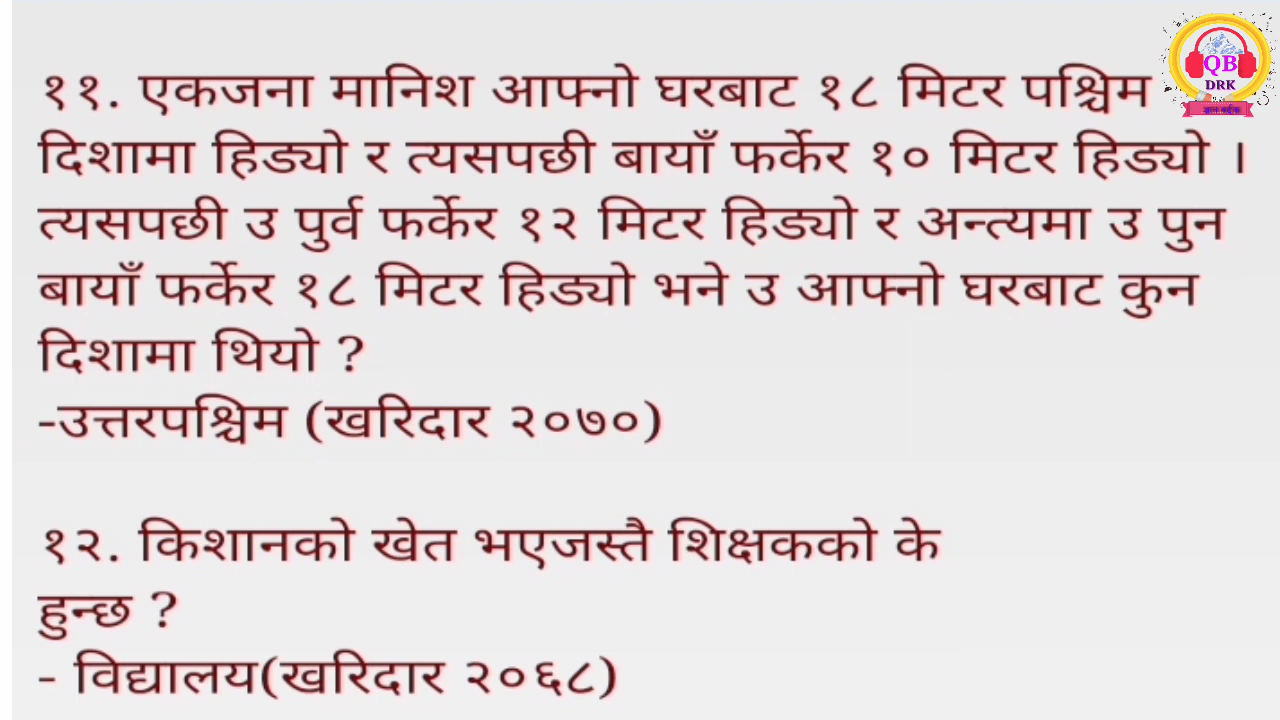 QB
DRK
११. एकजना मानिश आफ्नो घरबाट १८ मिटर पश्चिम
दिशामा हिड्यो र त्यसपछी बायाँ फर्केर १० मिटर हिड्यो ।
त्यसपछी उ पुर्व फर्केर १२ मिटर हिड्यो र अन्त्यमा उ पुन
बायाँ फर्केर १८ मिटर हिड्यो भने उ आफ्नो घरबाट कुन
दिशामा थियो ?
-उत्तरपश्चिम (खरिदार २०७०)
१२. किशानको खेत भएजस्तै शिक्षकको के
हुन्छ ?
- विद्यालय(खरिदार २०६८)